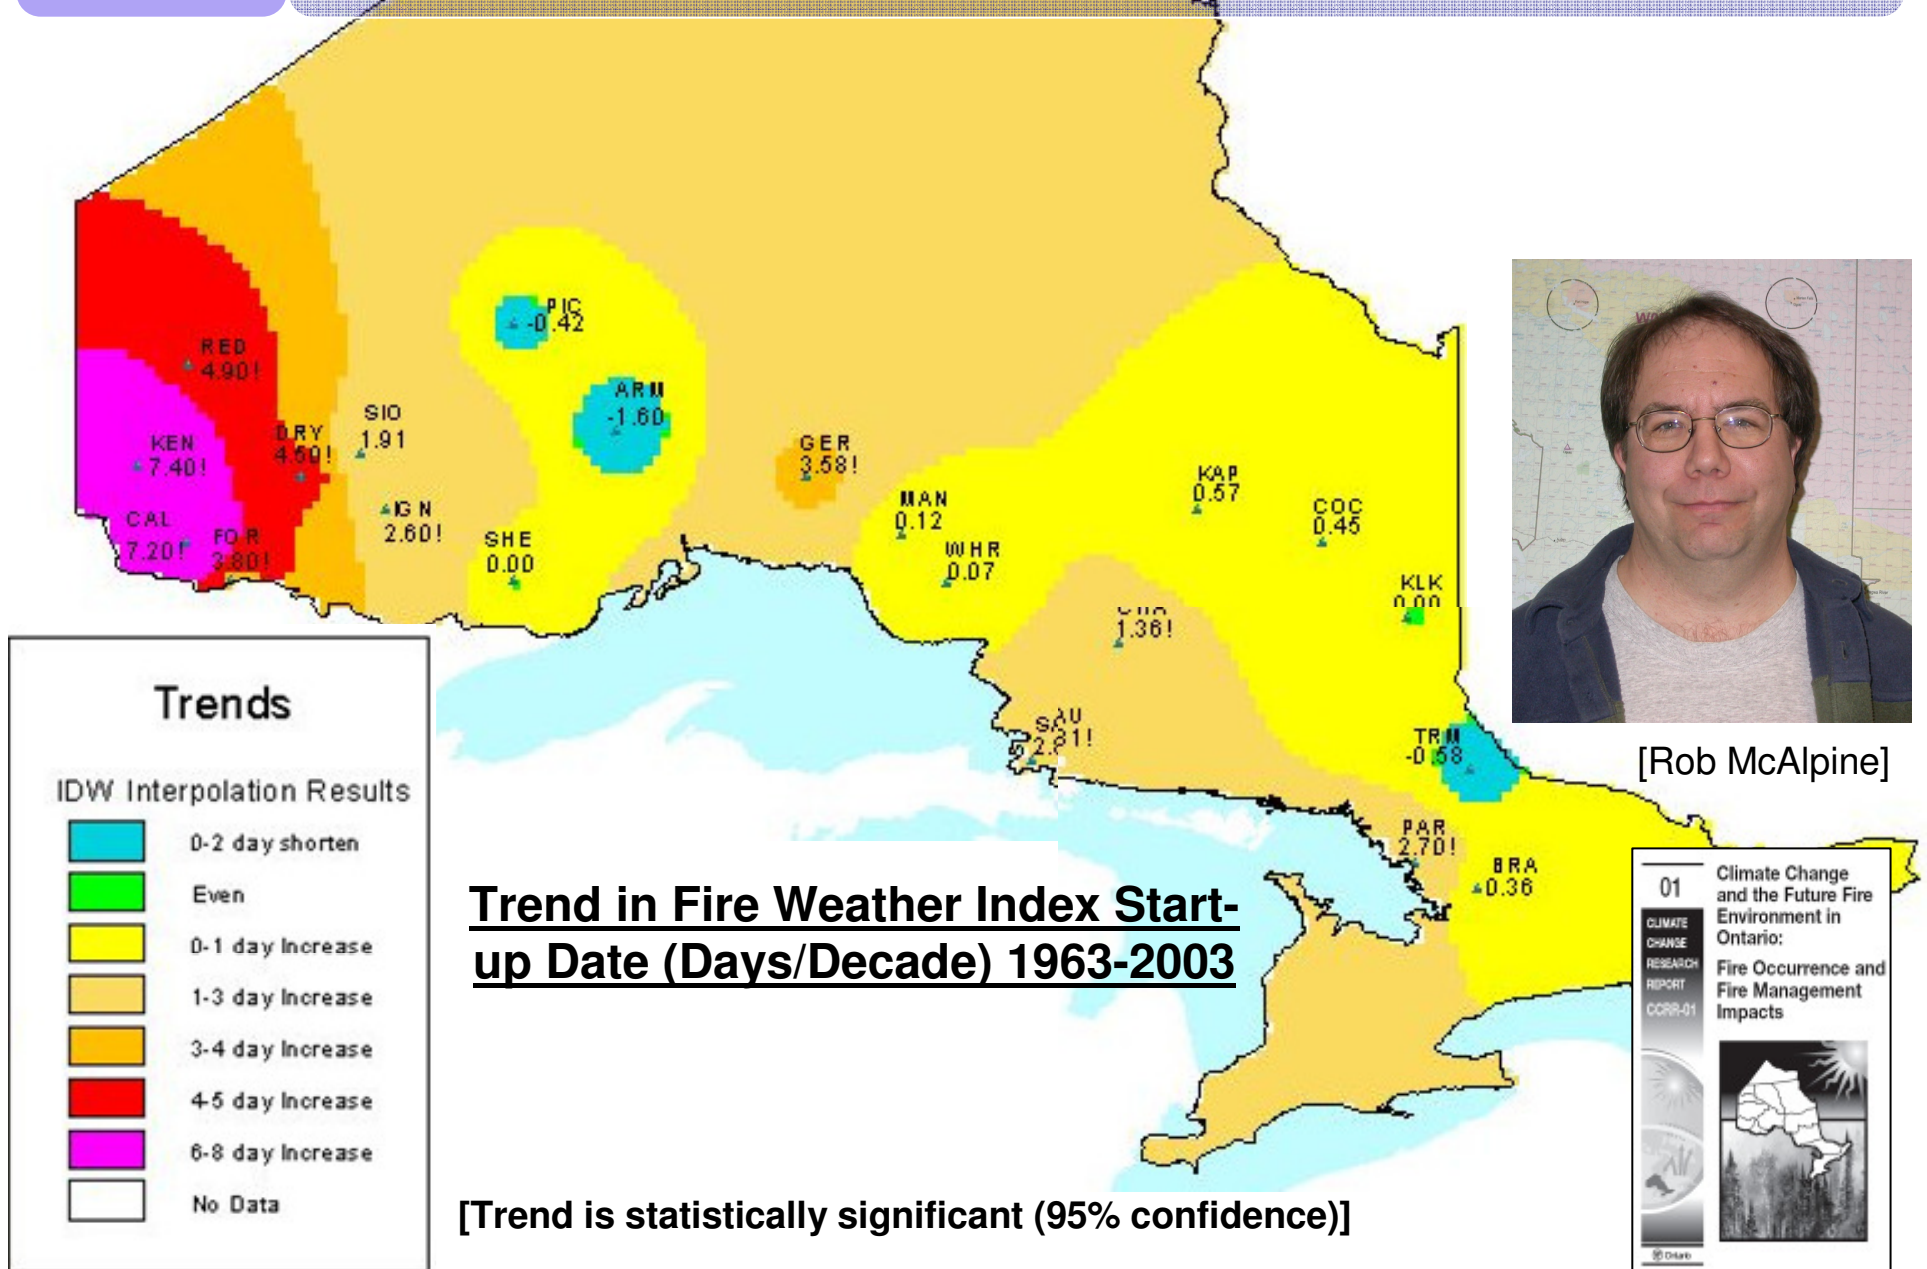 PIC
-0.42
RED
4.90!
ARM
-1.60
SIO
1.91
DRY
4.50!
KEN
7.40!
GER
3.58!
KAP
0.57
MAN
0.12
COC
0.45
IGN
2.60!
CAL
7.20!
FOR
3.80!
SHE
0.00
WHR
0.07
KLK
0.00
1.36!
SAU
2.81!
TRM
-0.58
[Rob McAlpine]
PAR
2.70!
BRA
0.36
Trends
IDW Interpolation Results
0-2 day shorten
Even
0-1 day Increase
1-3 day Increase
3-4 day Increase
4-5 day Increase
6-8 day Increase
No Data
Trend in Fire Weather Index Start-
up Date (Days/Decade) 1963-2003
[Trend is statistically significant (95% confidence)]
01
CLIMATE
CHANGE
RESEARCH
REPORT
CCRR-01
Climate Change
and the Future Fire
Environment in
Ontario:
Fire Occurrence and
Fire Management
Impacts
Ontario